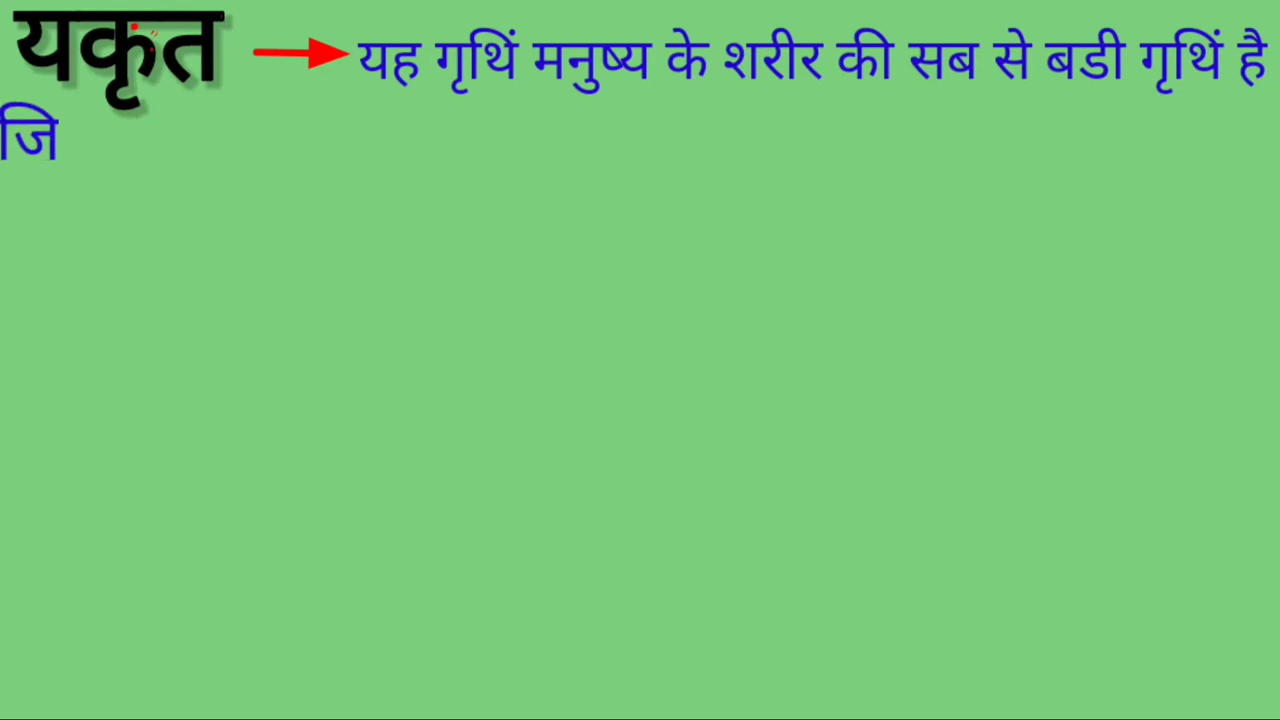 यकृत यह गृथिं मनुष्य के शरीर की सब से बडी गृथिं है
जि